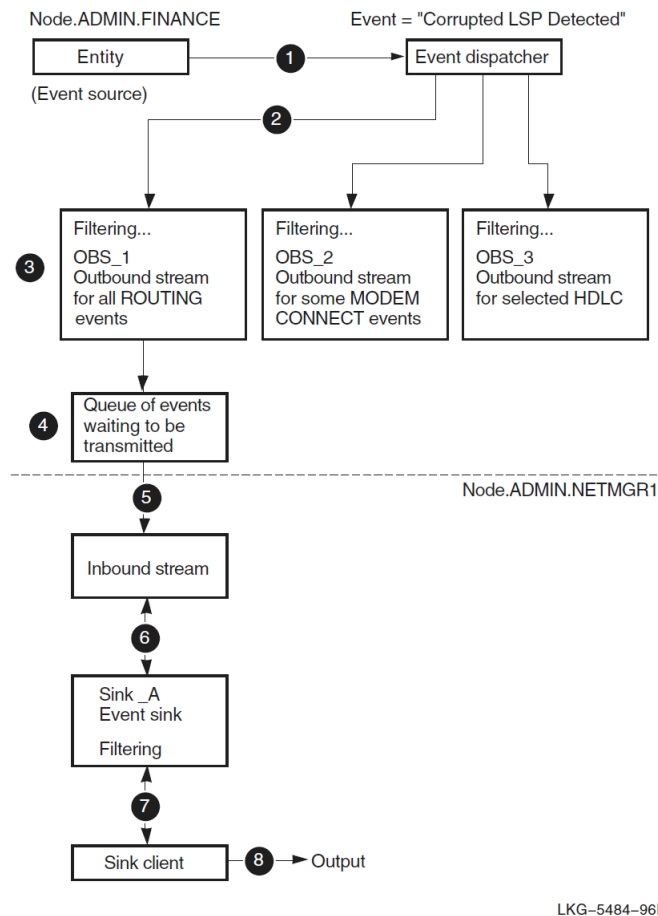 Node.ADMIN.FINANCE
Event = "Corrupted LSP Detected"
Entity
1
Event dispatcher
(Event source)
2
3
Filtering...
OBS_1
Outbound stream
for all ROUTING
events
Filtering...
OBS_2
Outbound stream
for some MODEM
CONNECT events
Filtering...
OBS_3
Outbound stream
for selected HDLC
4
Queue of events
waiting to be
transmitted
5
Node.ADMIN.NETMGR1
Inbound stream
6
Sink _A
Event sink
Filtering
7
Sink client
8
Output
LKG–5484–96